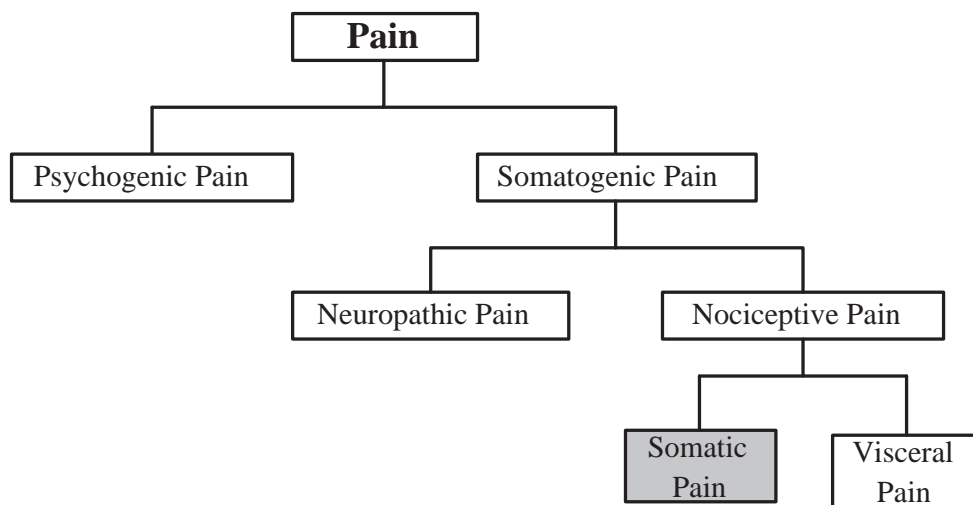 Pain
Psychogenic Pain
Somatogenic Pain
Neuropathic Pain
Nociceptive Pain
Somatic
Pain
Visceral
Pain